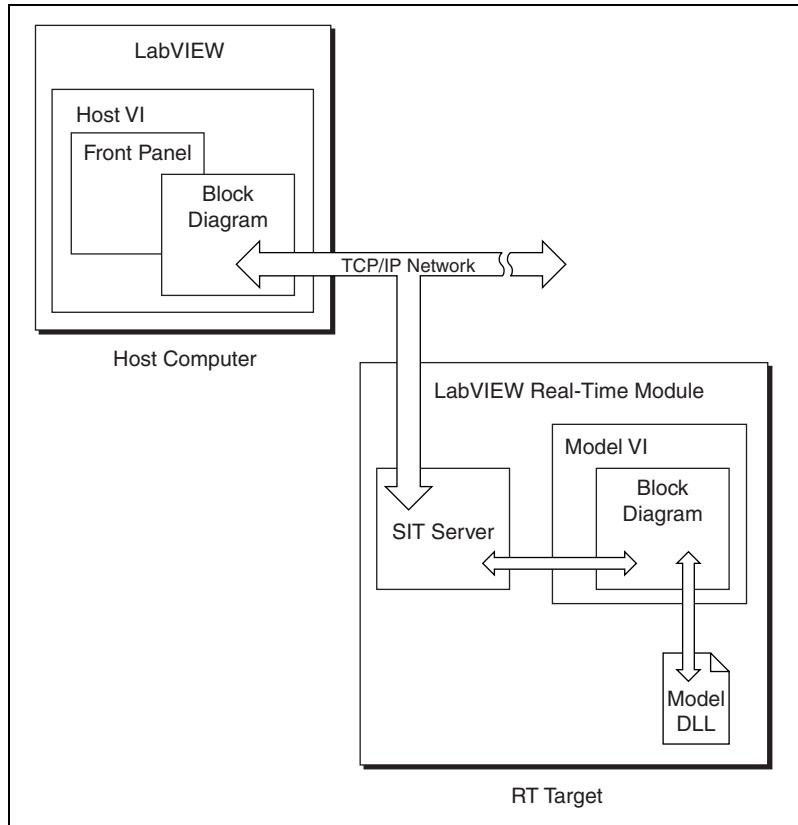 LabVIEW
Host VI
Front Panel
Block
Diagram
TCP/IP Network
Host Computer
LabVIEW Real-Time Module
Model VI
Block
Diagram
SIT Server
Model
DLL
RT Target